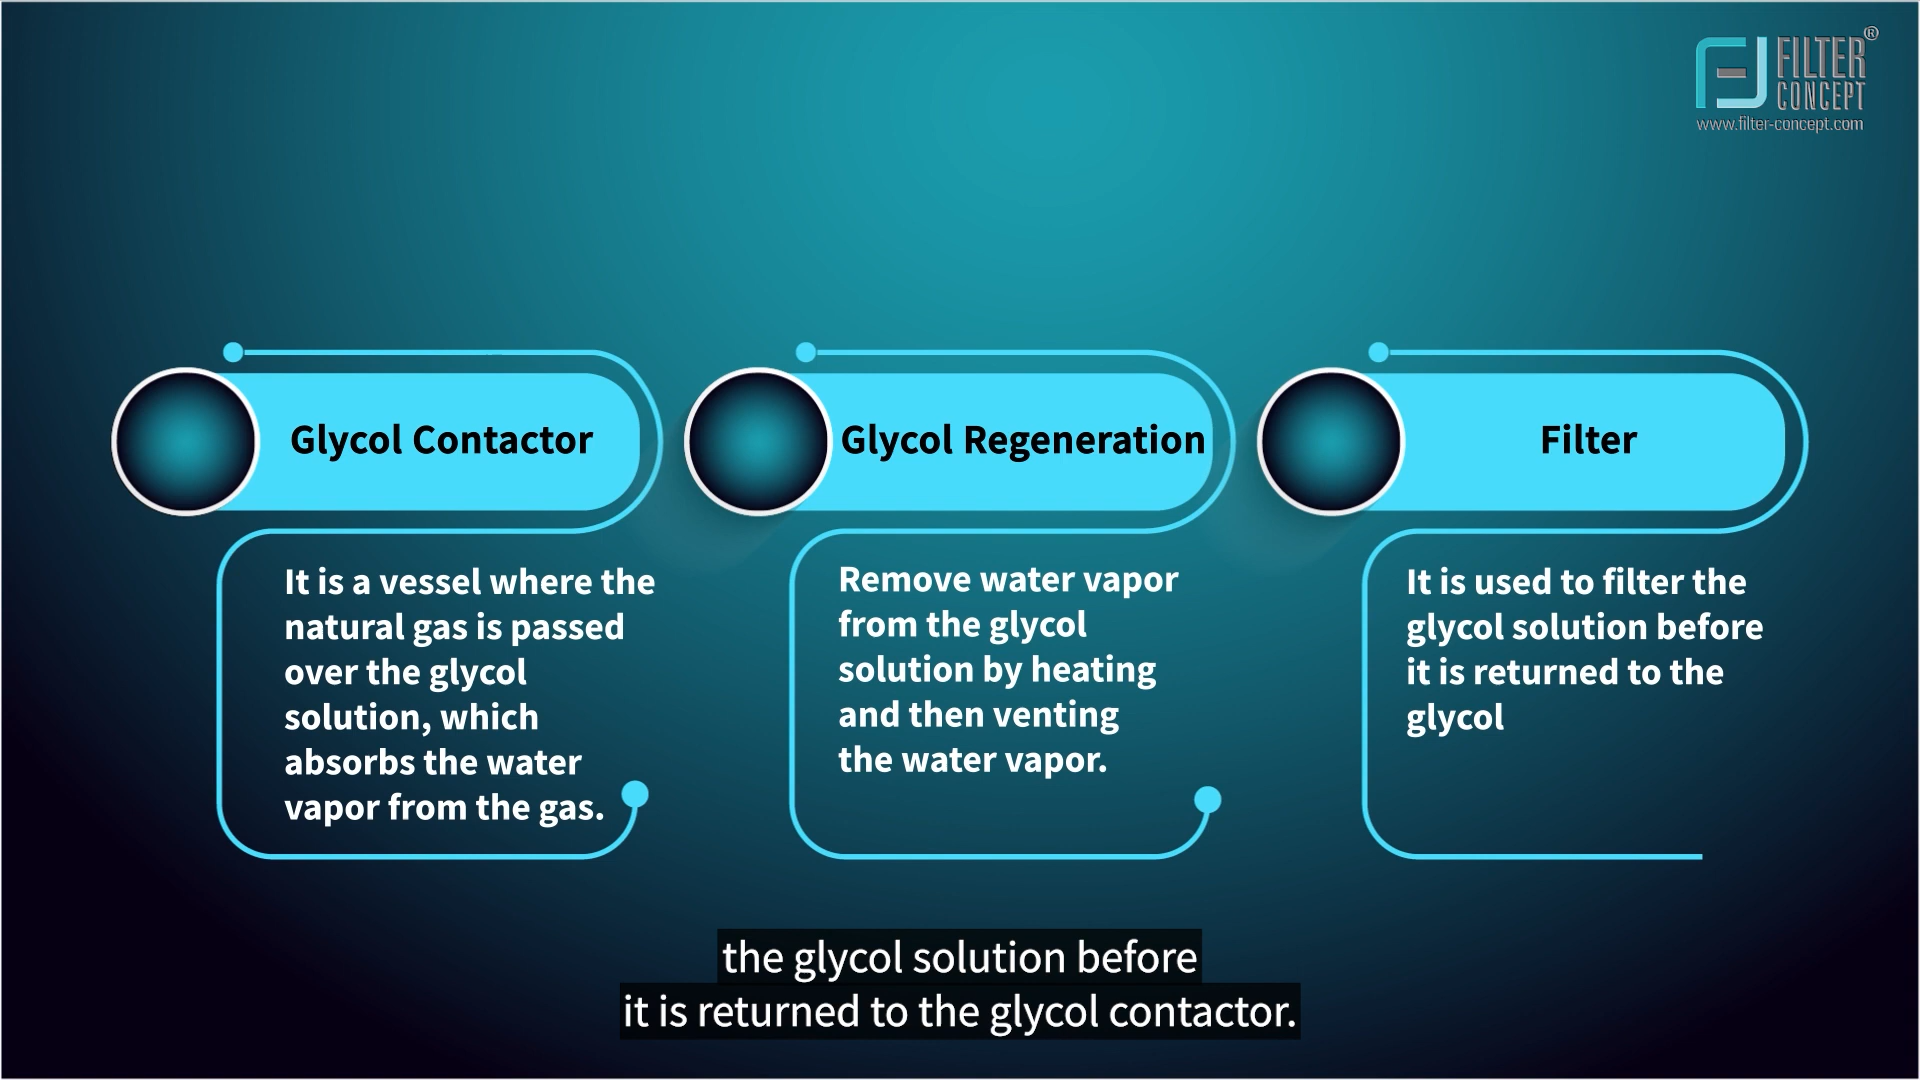 FILTER®
CONCEPT
www.filter-concept.com
Glycol Contactor
It is a vessel where the
natural gas is passed
over the glycol
solution, which
absorbs the water
vapor from the gas.
Glycol Regeneration
Remove water vapor
from the glycol
solution by heating
and then venting
the water vapor.
Filter
It is used to filter the
glycol solution before
it is returned to the
glycol
the glycol solution before
it is returned to the glycol contactor.